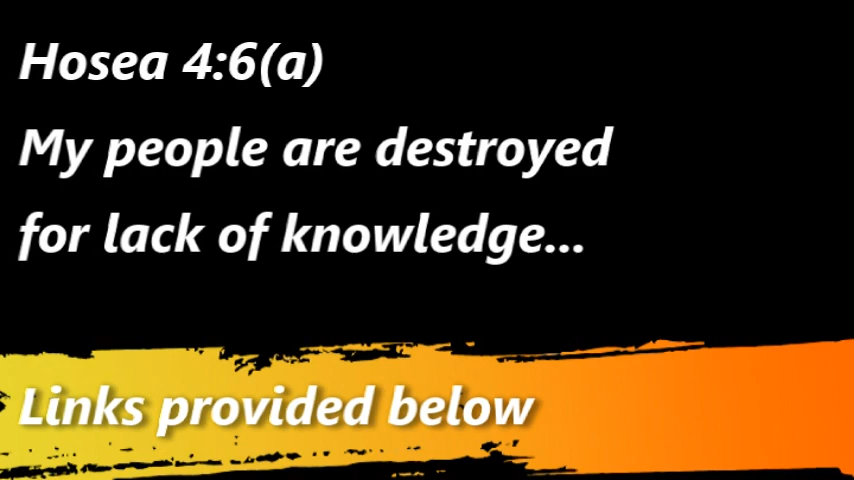 Hosea 4:6(a)
My people are destroyed
for lack of knowledge...
Links provided below